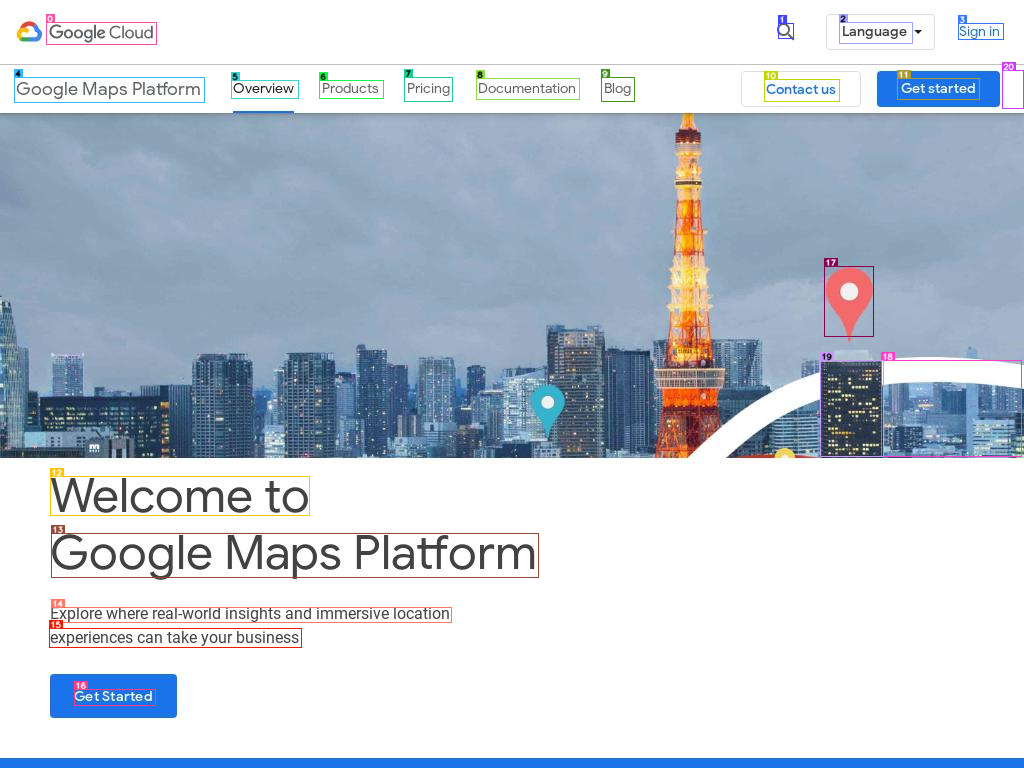 Google Cloud
Language
Sign in
Google Maps Platform
Overview
Products
Pricing
Documentation
Blog
Contact us
Get started
Welcome to
Google Maps Platform
Explore where real-world insights and immersive location
experiences can take your business
Get Started
0
1
2
3
4
5
6
7
8
9
10
11
12
13
14
15
16
17
18
19
20